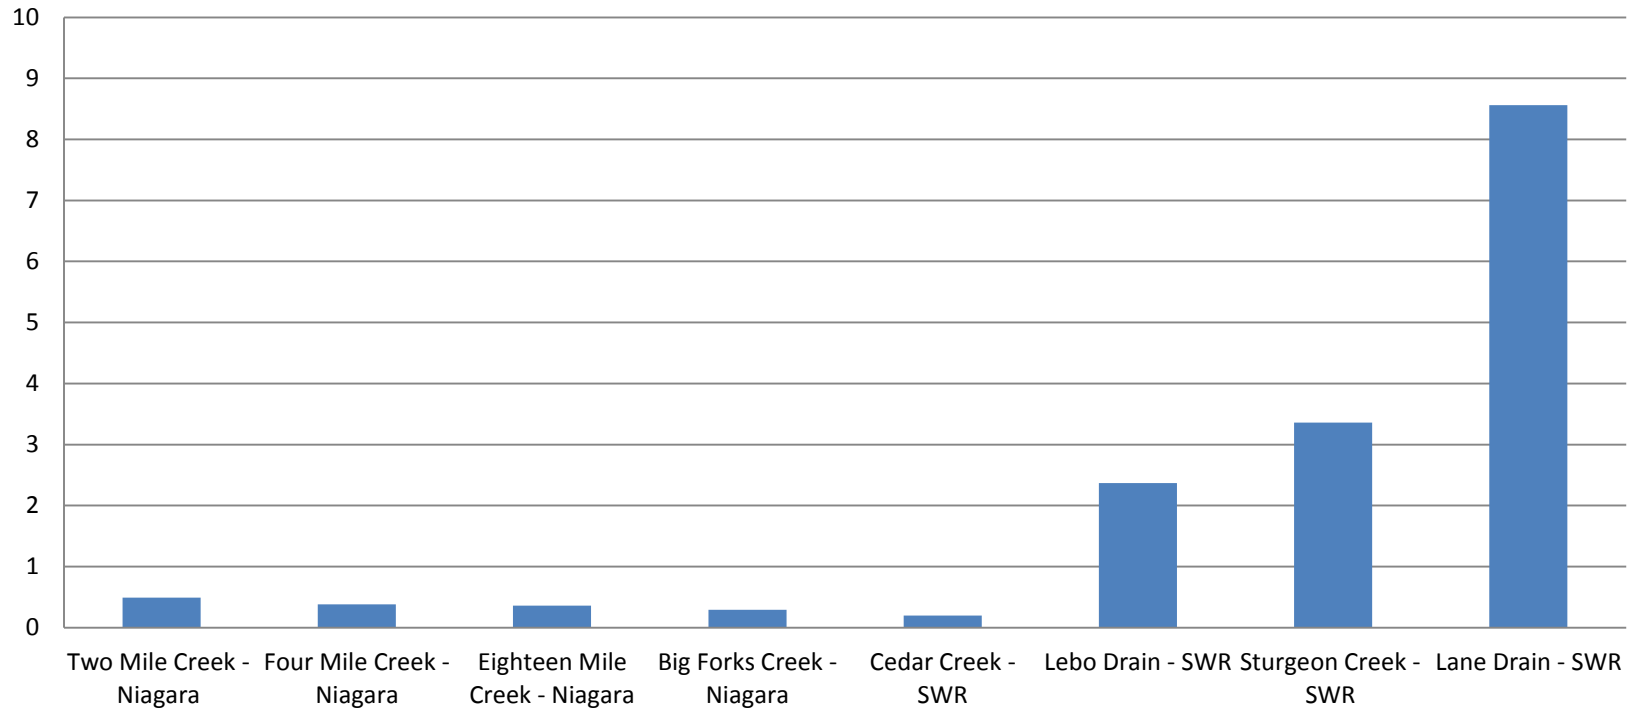 10
9
8
7
6
5
4
3
2
1
0
Two Mile Creek -
Niagara
Four Mile Creek -
Niagara
Eighteen Mile
Creek - Niagara
Big Forks Creek -
Niagara
Cedar Creek -
SWR
Lebo Drain - SWR
Sturgeon Creek -
SWR
Lane Drain - SWR